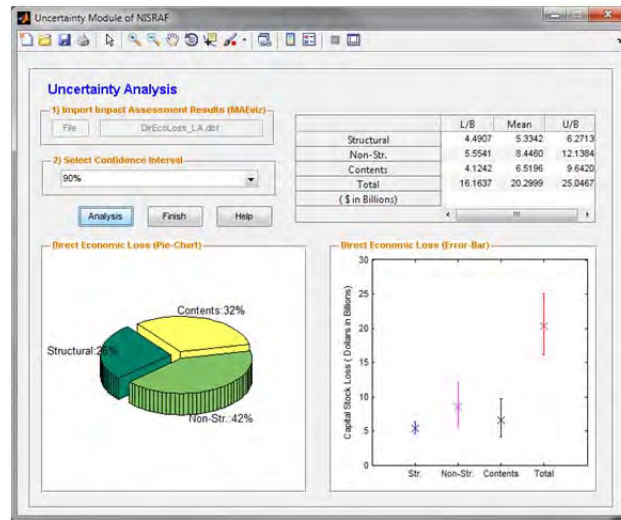 Uncertainty Module of NISRAF
Uncertainty Analysis
1) Import Impact Assessment Results (MAEviz)
File DirEcoLoss_LA.dbf
2) Select Confidence Interval
90%
Analysis Finish Help
L/B Mean U/B
Structural 4.4907 5.3342 6.2713
Non-Str. 5.5541 8.4460 12.1384
Contents 4.1242 6.5196 9.6420
Total 16.1637 20.2999 25.0467
( $ in Billions)
Direct Economic Loss (Pie-Chart)
Contents:32%
Structural:26%
Non-Str.:42%
Direct Economic Loss (Error-Bar)
Capital Stock Loss ( Dollars in Billions)
30
25
20
15
10
5
0
Str. Non-Str. Contents Total